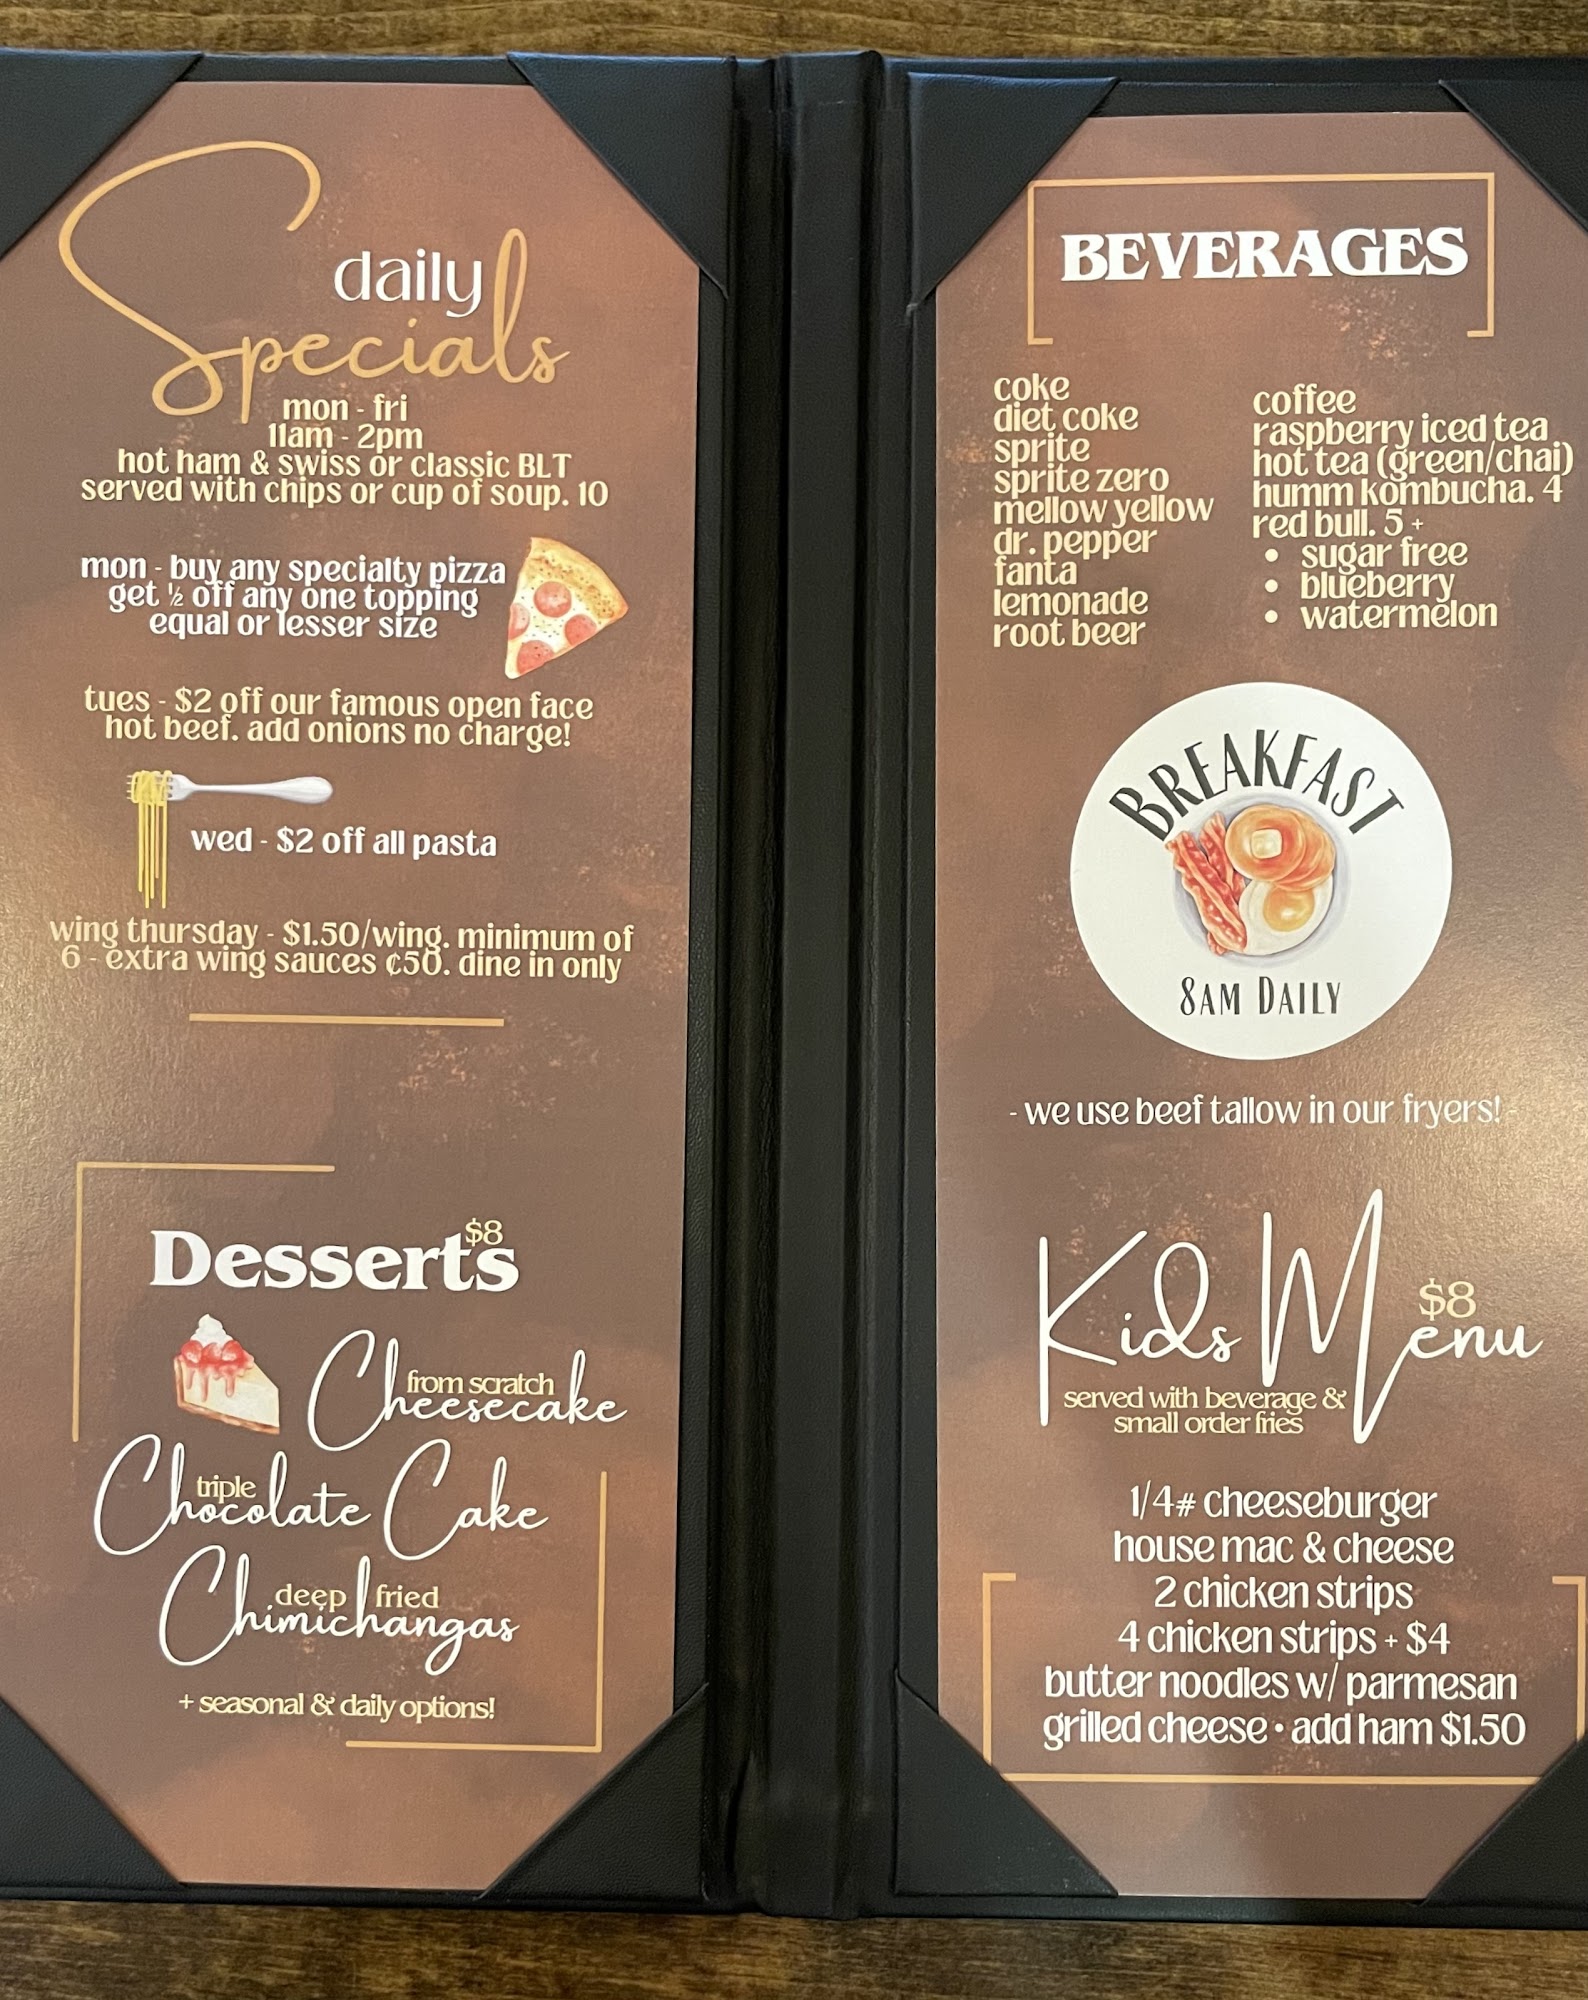 daily
Specials
mon - fri
11am - 2pm
hot ham & swiss or classic BLT
served with chips or cup of soup. 10
mon - buy any specialty pizza
get ½ off any one topping
equal or lesser size
tues - $2 off our famous open face
hot beef. add onions no charge!
wed - $2 off all pasta
wing thursday - $1.50/wing. minimum of
6 - extra wing sauces ¢50. dine in only
Desserts $8
from scratch
Cheesecake
triple
Chocolate Cake
deep fried
Chimichangas
+ seasonal & daily options!
BEVERAGES
coke
diet coke
sprite
sprite zero
mellow yellow
dr. pepper
fanta
lemonade
root beer
coffee
raspberry iced tea
hot tea (green/chai)
humm kombucha. 4
red bull. 5 +
• sugar free
• blueberry
• watermelon
BREAKFAST
8AM DAILY
- we use beef tallow in our fryers! -
Kids Menu $8
served with beverage &
small order fries
1/4# cheeseburger
house mac & cheese
2 chicken strips
4 chicken strips + $4
butter noodles w/ parmesan
grilled cheese • add ham $1.50